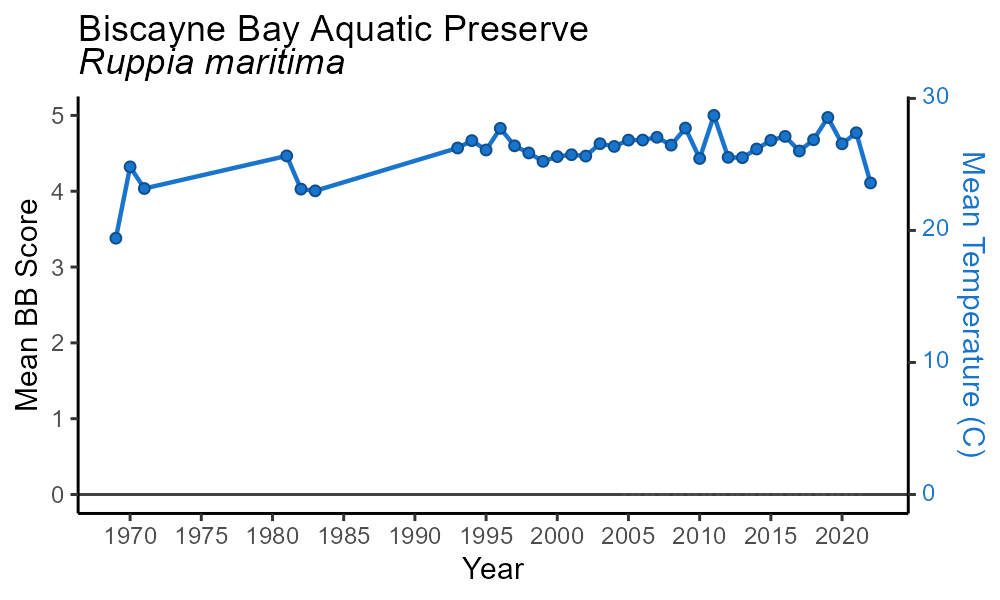 Biscayne Bay Aquatic Preserve
Ruppia maritima
Mean BB Score
5
4
3
2
1
0
30
20
10
0
Mean Temperature (C)
1970 1975 1980 1985 1990 1995 2000 2005 2010 2015 2020
Year